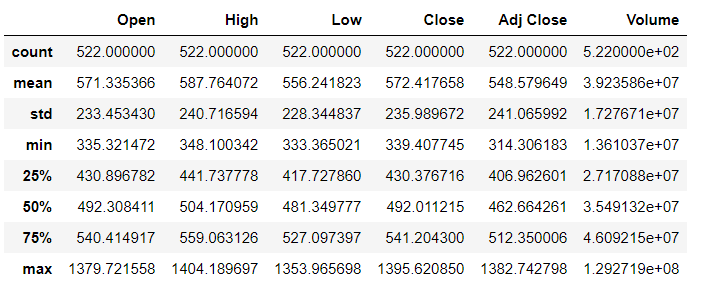 Open High Low Close Adj Close Volume
count 522.000000 522.000000 522.000000 522.000000 522.000000 5.220000e+02
mean 571.335366 587.764072 556.241823 572.417658 548.579649 3.923586e+07
std 233.453430 240.716594 228.344837 235.989672 241.065992 1.727671e+07
min 335.321472 348.100342 333.365021 339.407745 314.306183 1.361037e+07
25% 430.896782 441.737778 417.727860 430.376716 406.962601 2.717088e+07
50% 492.308411 504.170959 481.349777 492.011215 462.664261 3.549132e+07
75% 540.414917 559.063126 527.097397 541.204300 512.350006 4.609215e+07
max 1379.721558 1404.189697 1353.965698 1395.620850 1382.742798 1.292719e+08